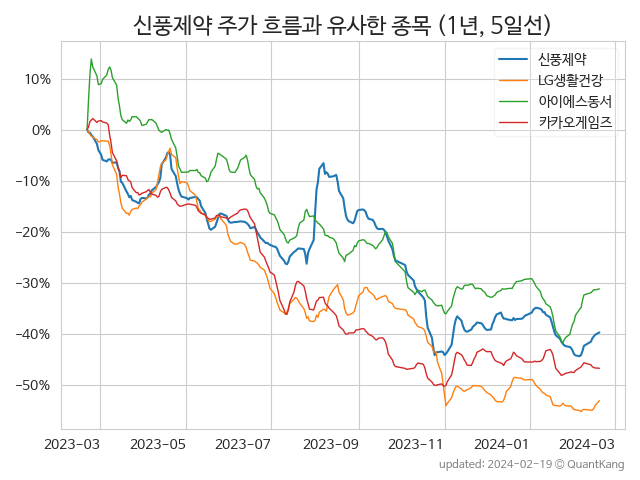 신풍제약 주가 흐름과 유사한 종목 (1년, 5일선)
신풍제약
LG생활건강
아이에스동서
카카오게임즈
10%
0%
−10%
−20%
−30%
−40%
−50%
2023-03 2023-05 2023-07 2023-09 2023-11 2024-01 2024-03
updated: 2024-02-19 © QuantKang